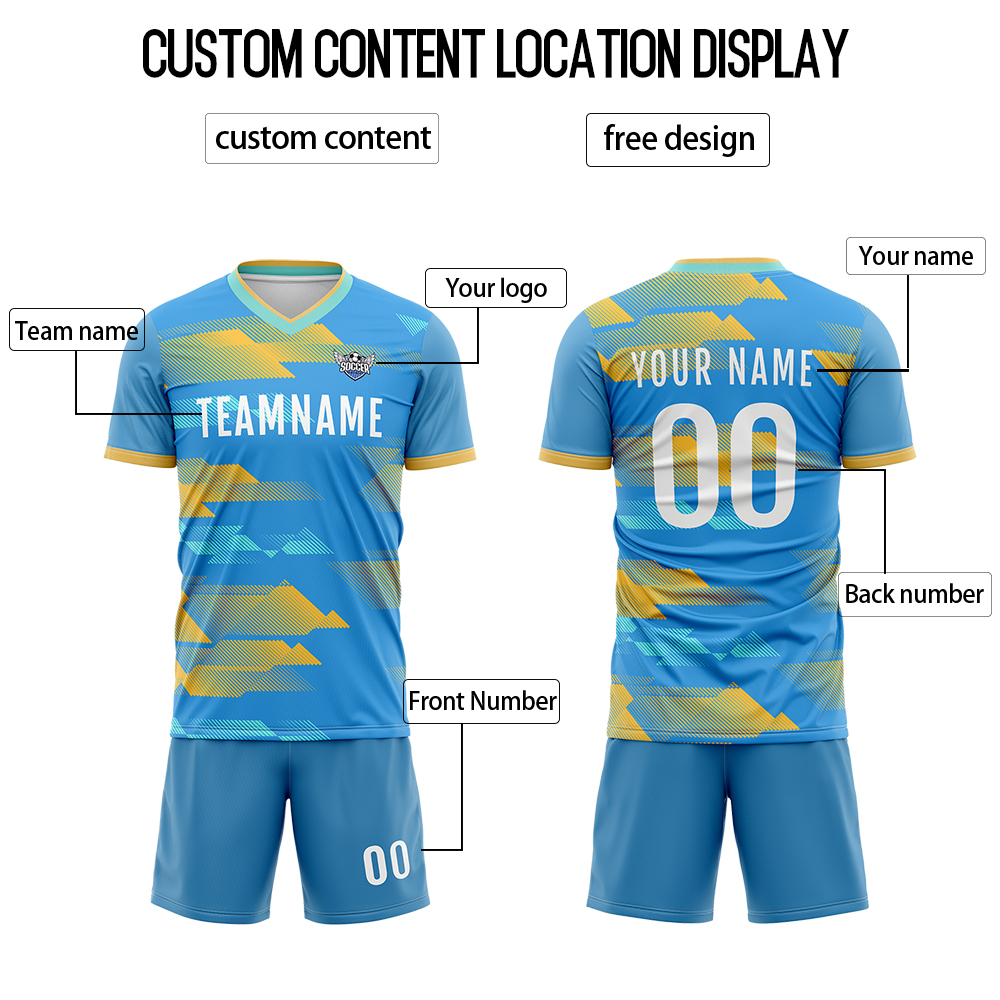 CUSTOM CONTENT LOCATION DISPLAY
custom content
free design
Your name
Your logo
Team name
SOCCER
YOUR NAME
TEAMNAME
00
Back number
Front Number
00